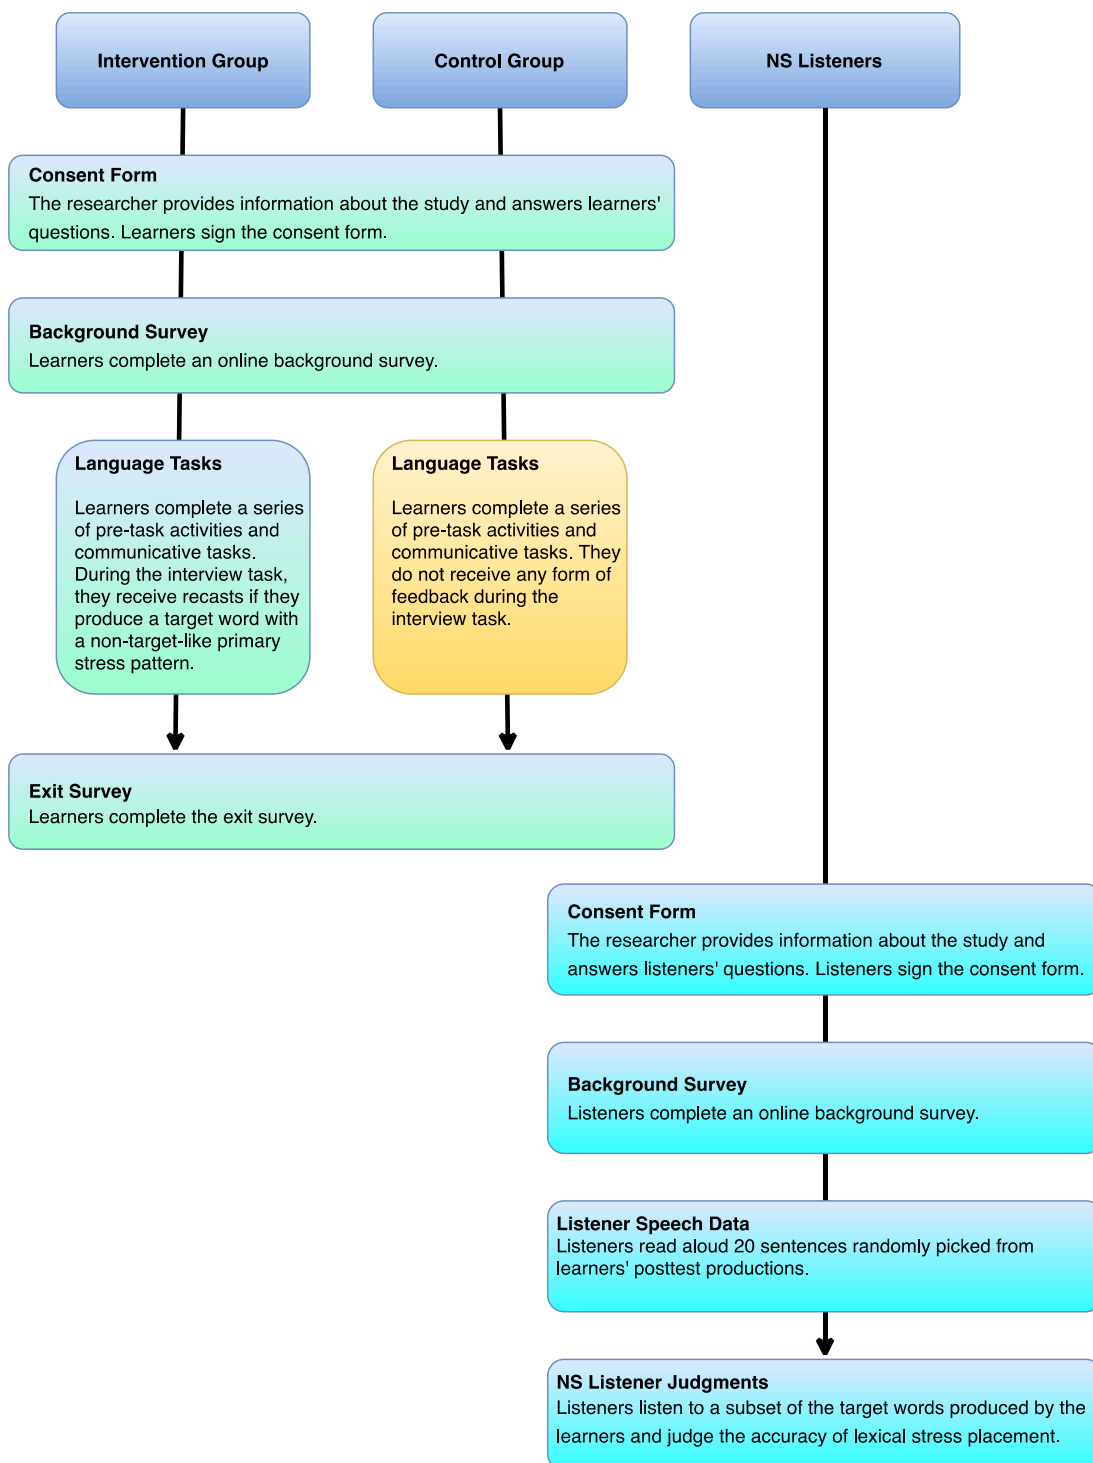 Intervention Group
Control Group
NS Listeners
Consent Form
The researcher provides information about the study and answers learners'
questions. Learners sign the consent form.
Background Survey
Learners complete an online background survey.
Language Tasks
Learners complete a series
of pre-task activities and
communicative tasks.
During the interview task,
they receive recasts if they
produce a target word with
a non-target-like primary
stress pattern.
Language Tasks
Learners complete a series
of pre-task activities and
communicative tasks. They
do not receive any form of
feedback during the
interview task.
Exit Survey
Learners complete the exit survey.
Consent Form
The researcher provides information about the study and
answers listeners' questions. Listeners sign the consent form.
Background Survey
Listeners complete an online background survey.
Listener Speech Data
Listeners read aloud 20 sentences randomly picked from
learners' posttest productions.
NS Listener Judgments
Listeners listen to a subset of the target words produced by the
learners and judge the accuracy of lexical stress placement.